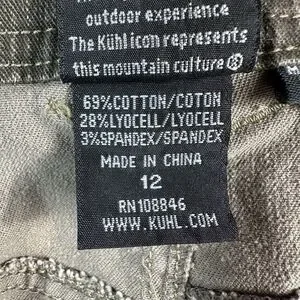 outdoor experience
The Kühl icon represents
this mountain culture®
69%COTTON/COTON
28%LYOCELL/LYOCELL
3%SPANDEX/SPANDEX
MADE IN CHINA
12
RN108846
WWW.KUHL.COM